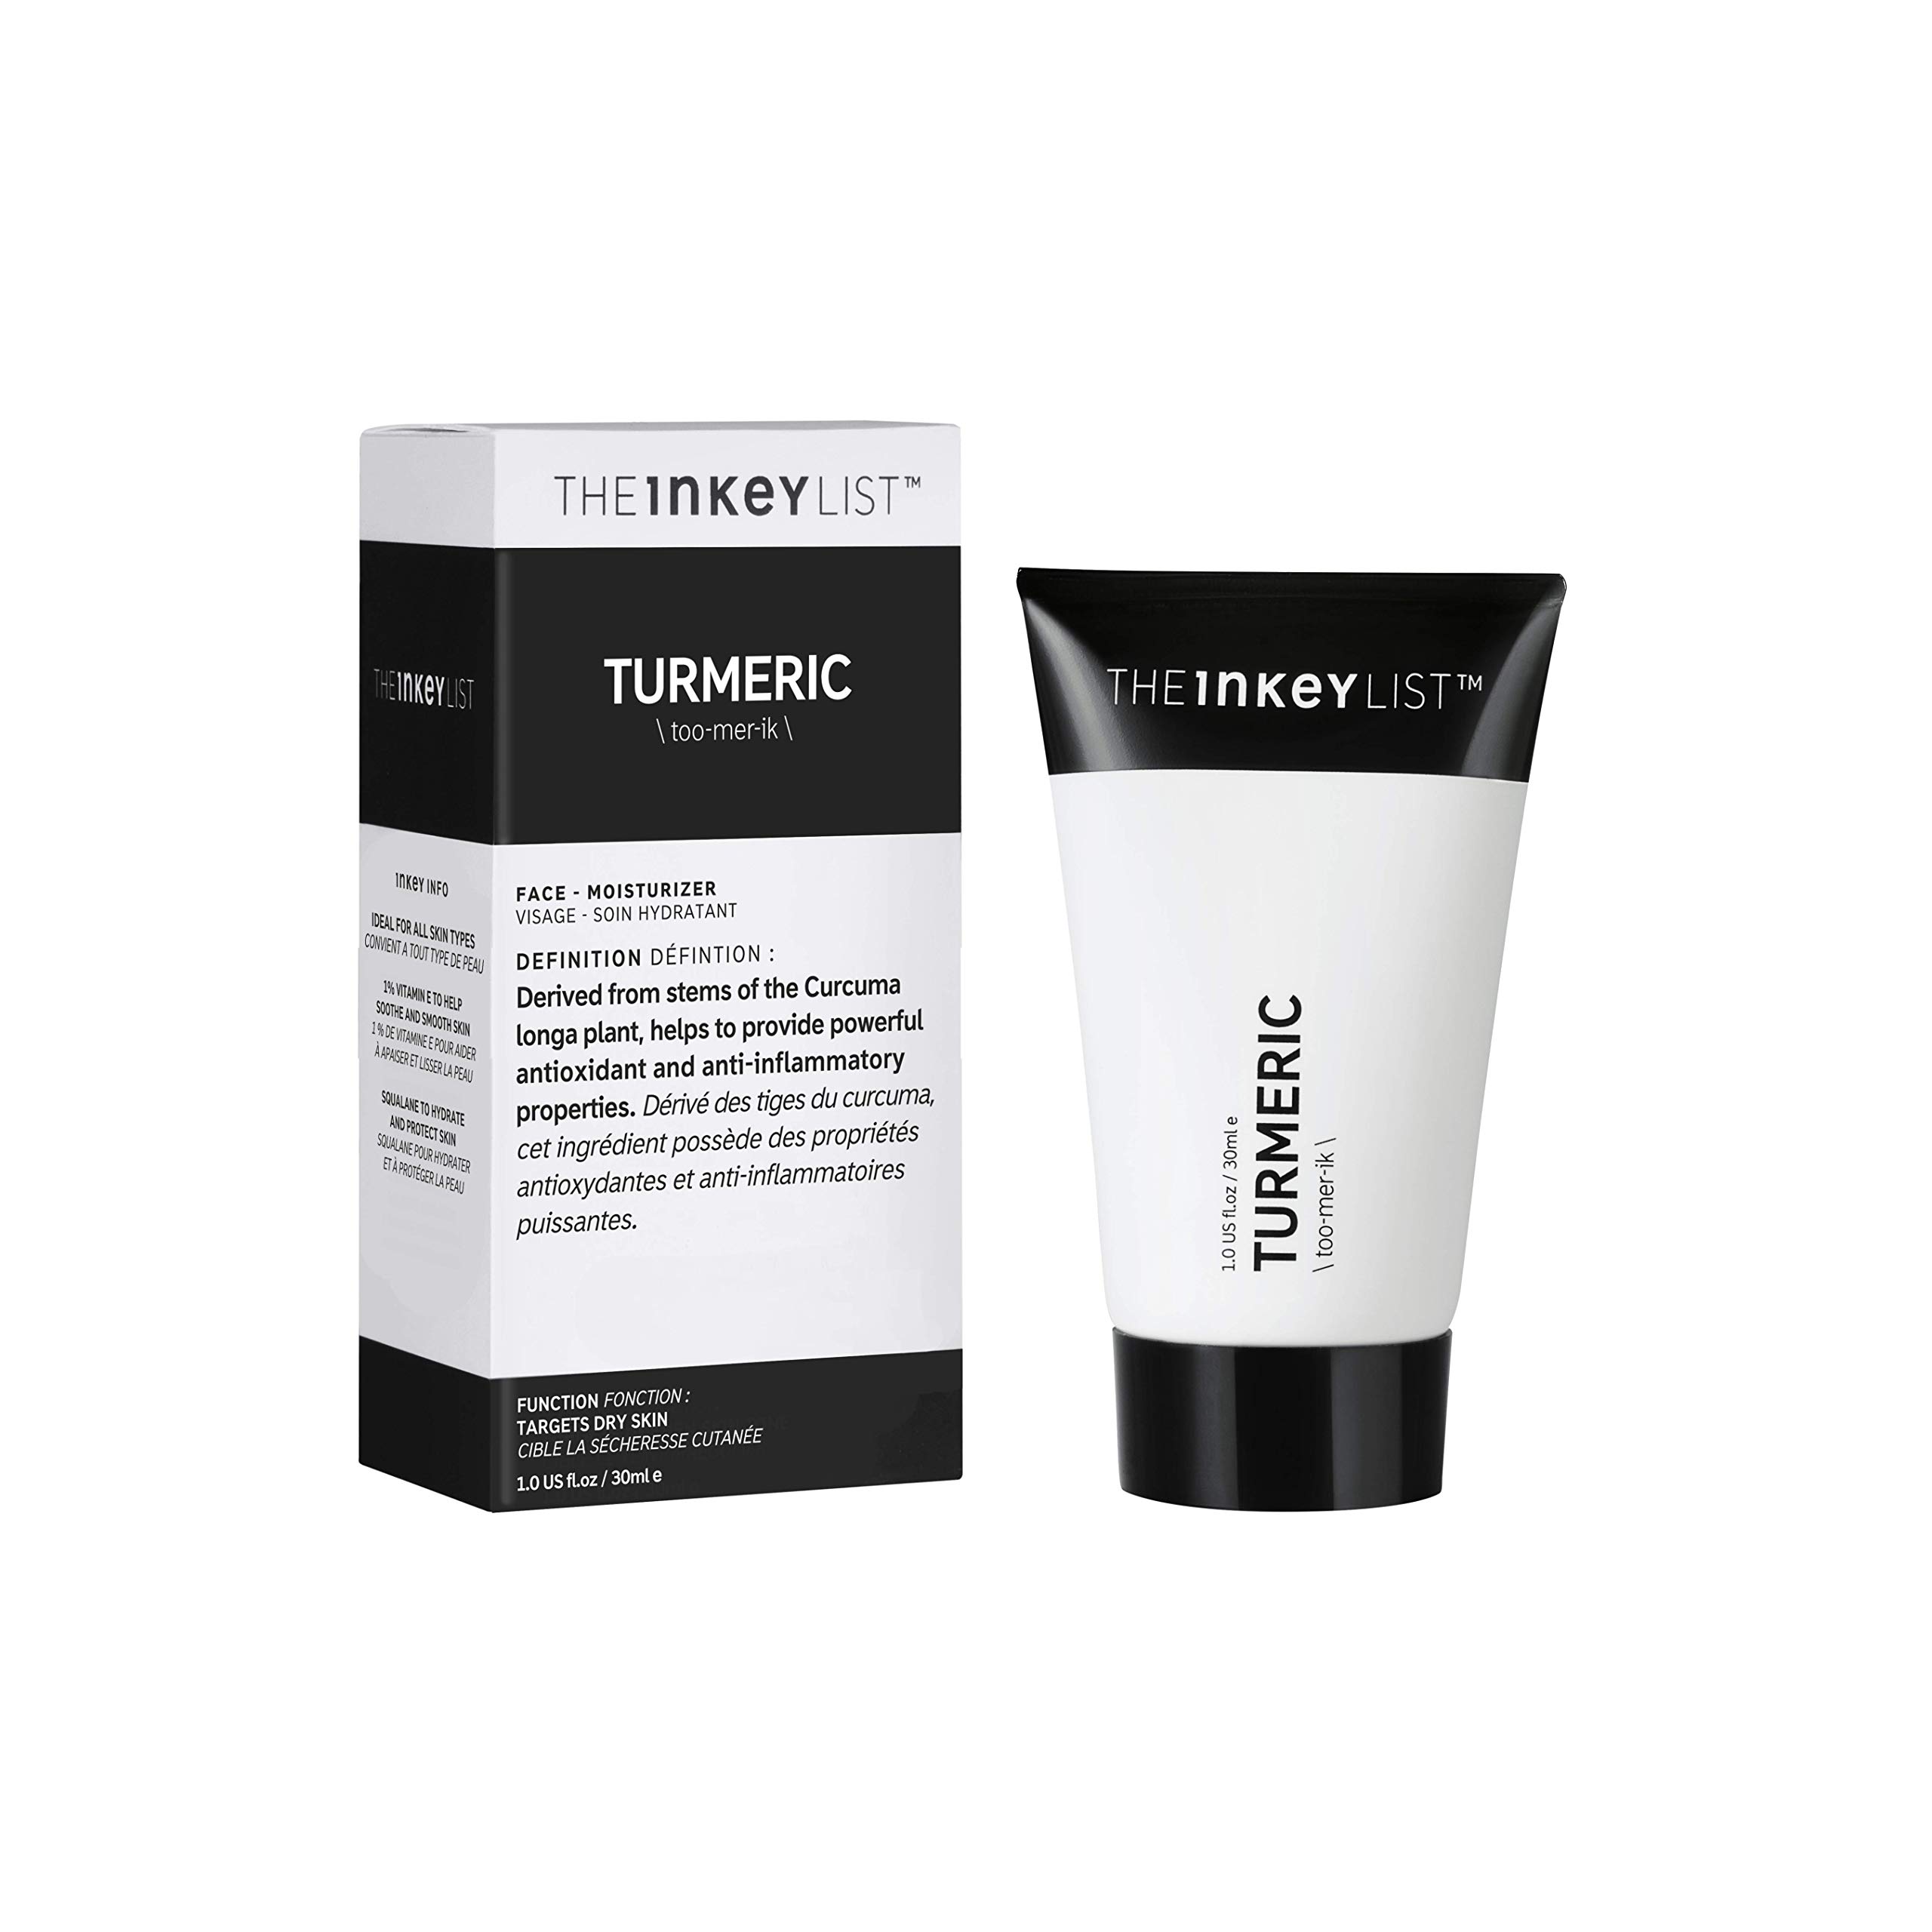 THE INKEY LIST™
TURMERIC
\ too-mer-ik \
FACE - MOISTURIZER
VISAGE - SOIN HYDRATANT
DEFINITION DÉFINTION :
Derived from stems of the Curcuma
longa plant, helps to provide powerful
antioxidant and anti-inflammatory
properties. Dérivé des tiges du curcuma,
cet ingrédient possède des propriétés
antioxydantes et anti-inflammatoires
puissantes.
FUNCTION FONCTION :
TARGETS DRY SKIN
CIBLE LA SÉCHERESSE CUTANÉE
1.0 US fl.oz / 30ml e
THE INKEY LIST
INKEY INFO
IDEAL FOR ALL SKIN TYPES
CONVIENT A TOUT TYPE DE PEAU
1% VITAMIN E TO HELP
SOOTHE AND SMOOTH SKIN
1 % DE VITAMINE E POUR AIDER
À APAISER ET LISSER LA PEAU
SQUALANE TO HYDRATE
AND PROTECT SKIN
SQUALANE POUR HYDRATER
ET À PROTÉGER LA PEAU
THE INKEY LIST™
1.0 US fl.oz / 30ml e
TURMERIC
\ too-mer-ik \